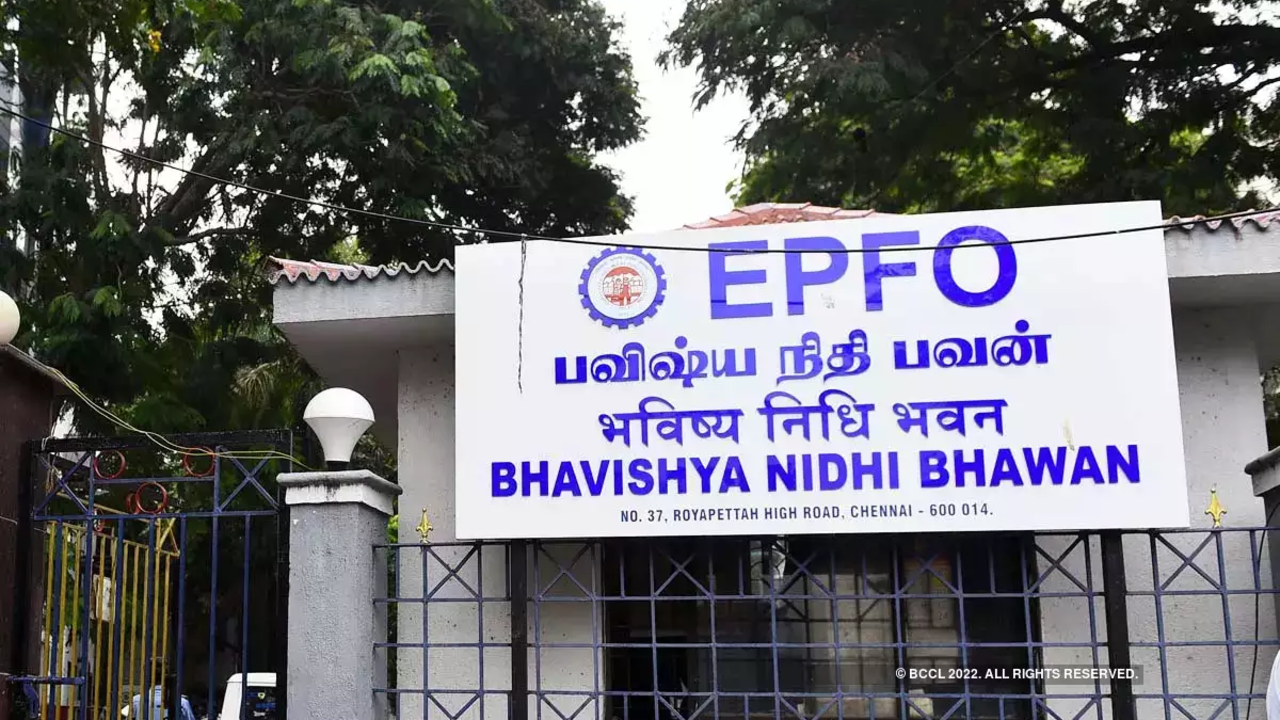 EPFO
பவிஷ்ய நிதி பவன்
भविष्य निधि भवन
BHAVISHYA NIDHI BHAWAN
NO. 37, ROYAPETTAH HIGH ROAD, CHENNAI - 600 014.
© BCCL 2022. ALL RIGHTS RESERVED.